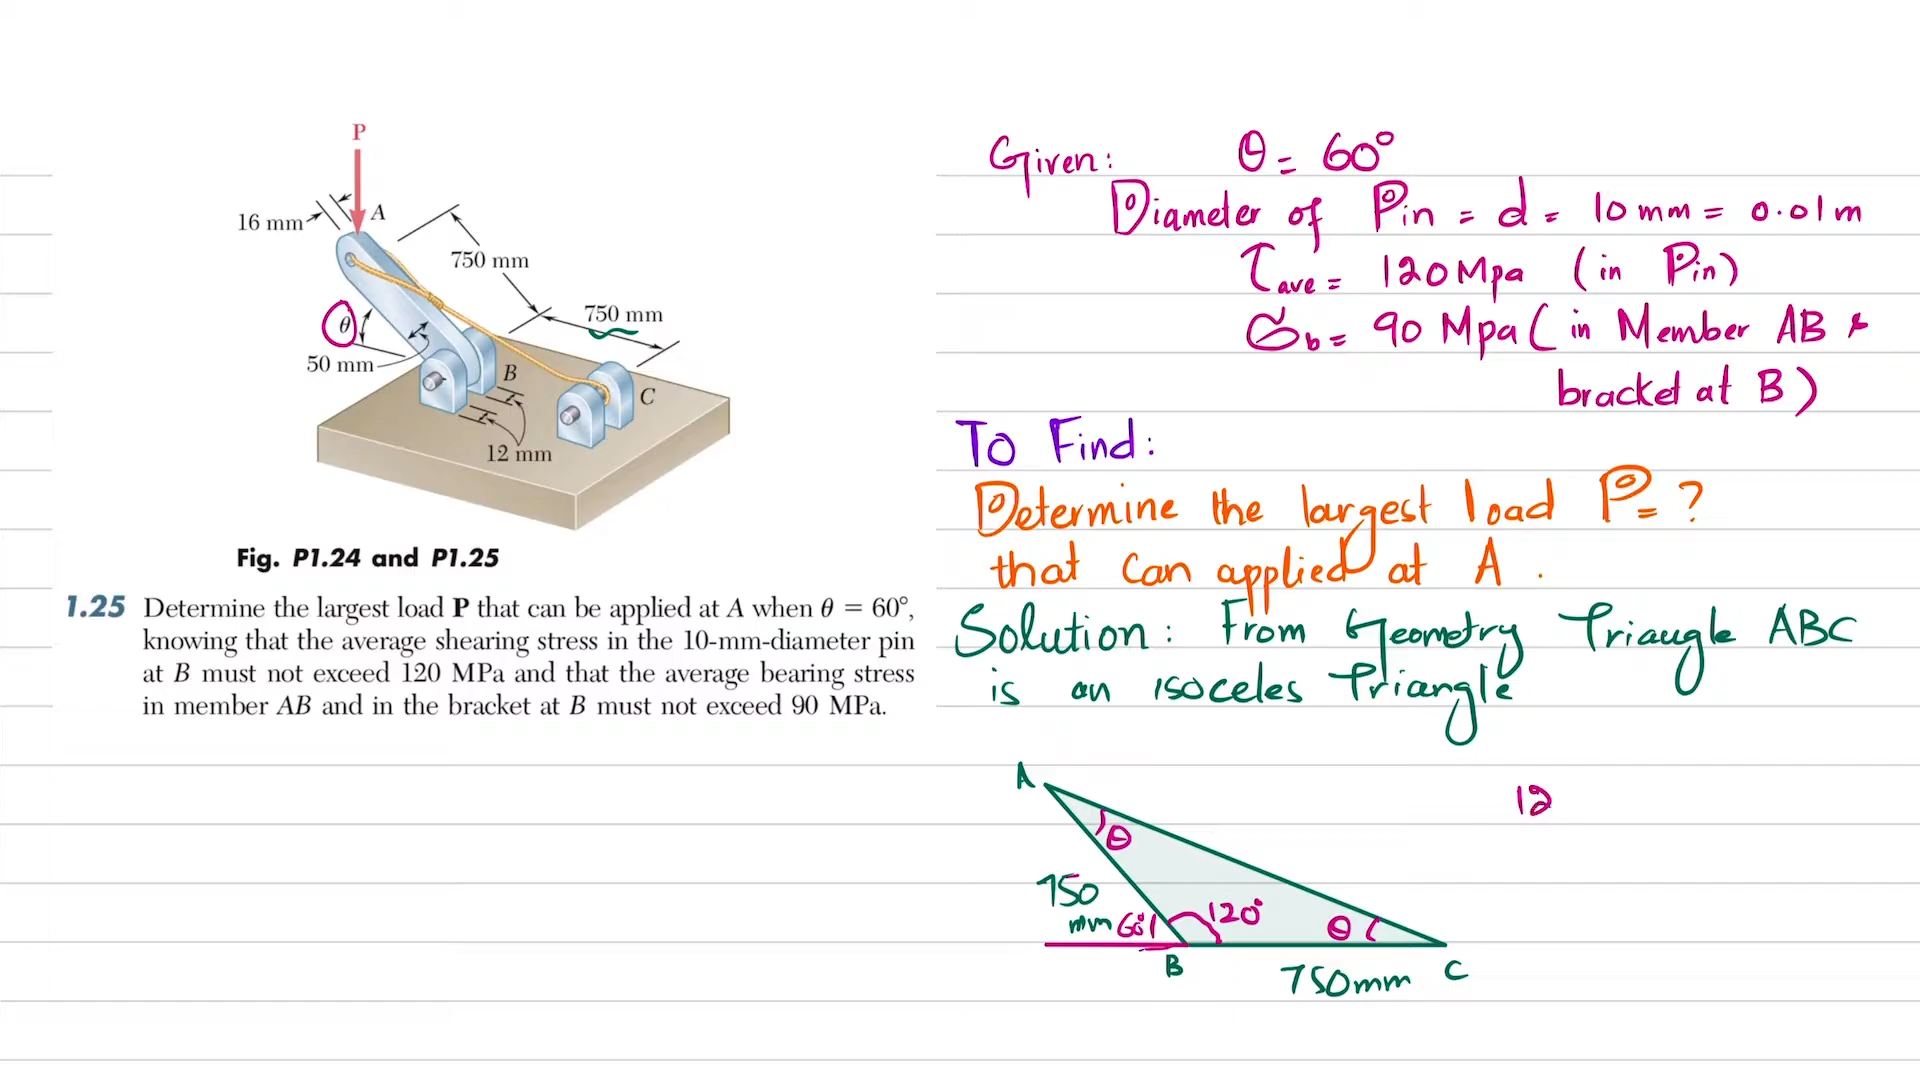 P
16 mm
A
750 mm
750 mm
θ
50 mm
B
C
12 mm
Fig. P1.24 and P1.25
1.25 Determine the largest load P that can be applied at A when θ = 60°,
knowing that the average shearing stress in the 10-mm-diameter pin
at B must not exceed 120 MPa and that the average bearing stress
in member AB and in the bracket at B must not exceed 90 MPa.
Given: θ = 60°
Diameter of Pin = d = 10 mm = 0.01 m
τave = 120 Mpa (in Pin)
σb = 90 Mpa (in Member AB &
bracket at B)
To Find:
Determine the largest load P = ?
that can applied at A .
Solution: From Geometry Triangle ABC
is an isoceles Triangle
A
12
θ
750
mm 60° 120° θ
B 750mm C